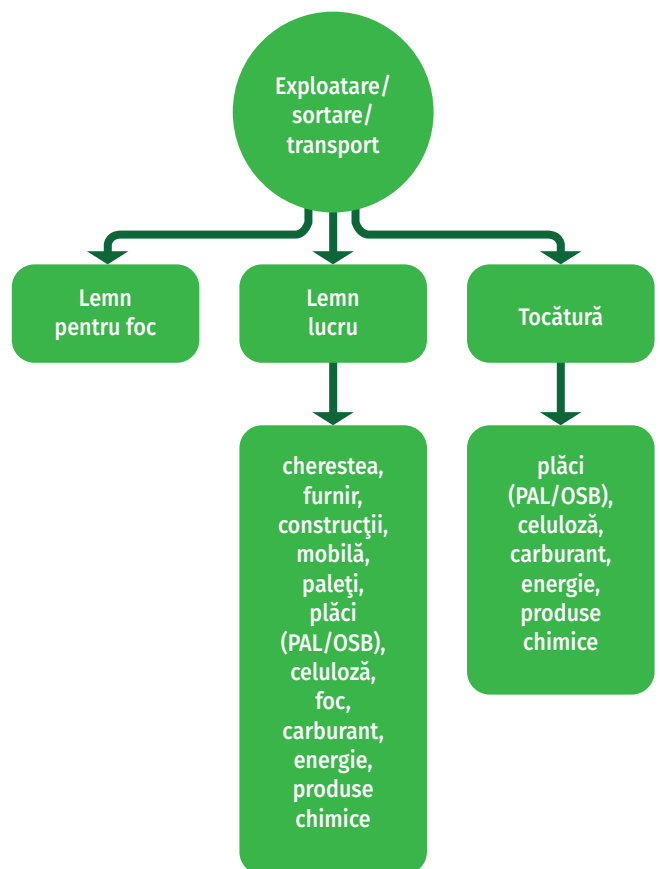 Exploatare/
sortare/
transport
Lemn
pentru foc
Lemn
lucru
Tocătură
cherestea,
furnir,
construcţii,
mobilă,
paleţi,
plăci
(PAL/OSB),
celuloză,
foc,
carburant,
energie,
produse
chimice
plăci
(PAL/OSB),
celuloză,
carburant,
energie,
produse
chimice